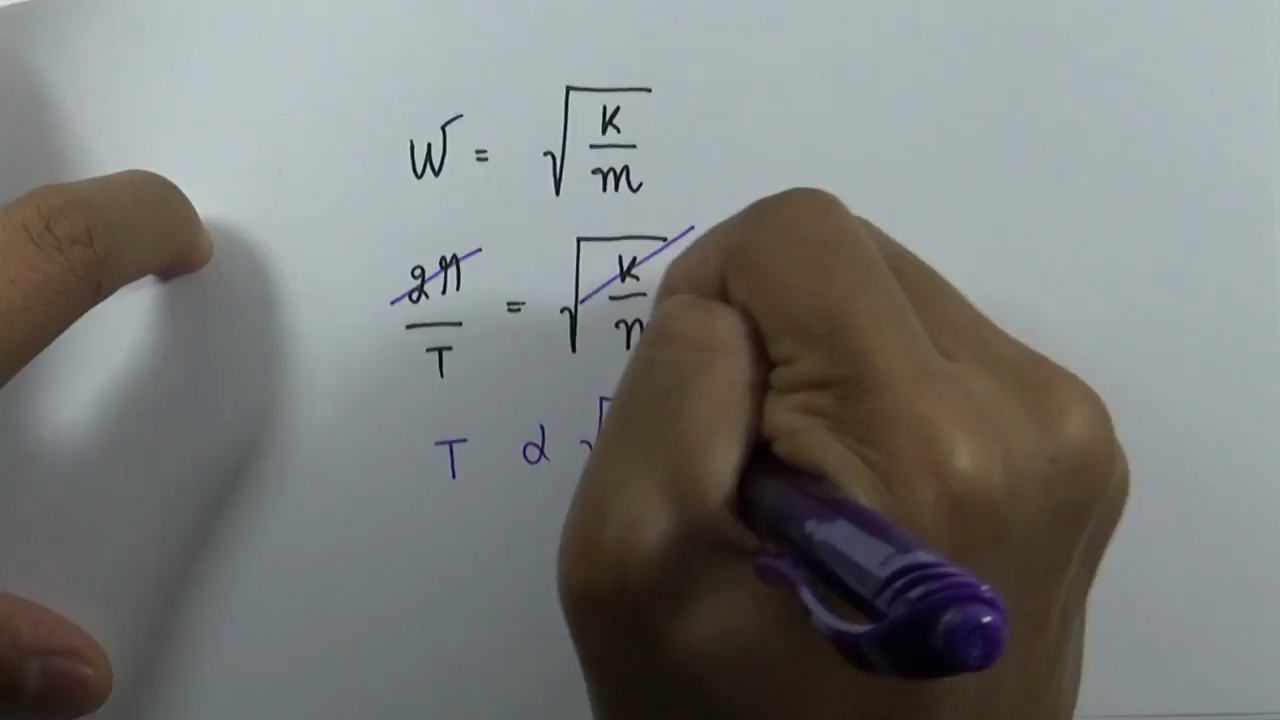 W = √(K/m)
2π/T = √(K/m)
T α √